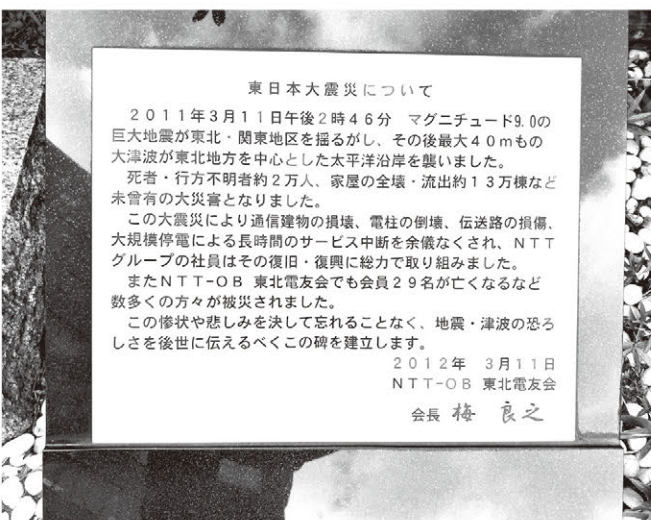 東日本大震災について
2011年3月11日午後2時46分　マグニチュード9.0の
巨大地震が東北・関東地区を揺るがし、その後最大40mもの
大津波が東北地方を中心とした太平洋沿岸を襲いました。
死者・行方不明者約2万人、家屋の全壊・流出約13万棟など
未曾有の大災害となりました。
この大震災により通信建物の損壊、電柱の倒壊、伝送路の損傷、
大規模停電による長時間のサービス中断を余儀なくされ、NTT
グループの社員はその復旧・復興に総力で取り組みました。
またNTT-OB 東北電友会でも会員29名が亡くなるなど
数多くの方々が被災されました。
この惨状や悲しみを決して忘れることなく、地震・津波の恐ろ
しさを後世に伝えるべくこの碑を建立します。
2012年　3月11日
NTT-OB 東北電友会
会長 梅 良之